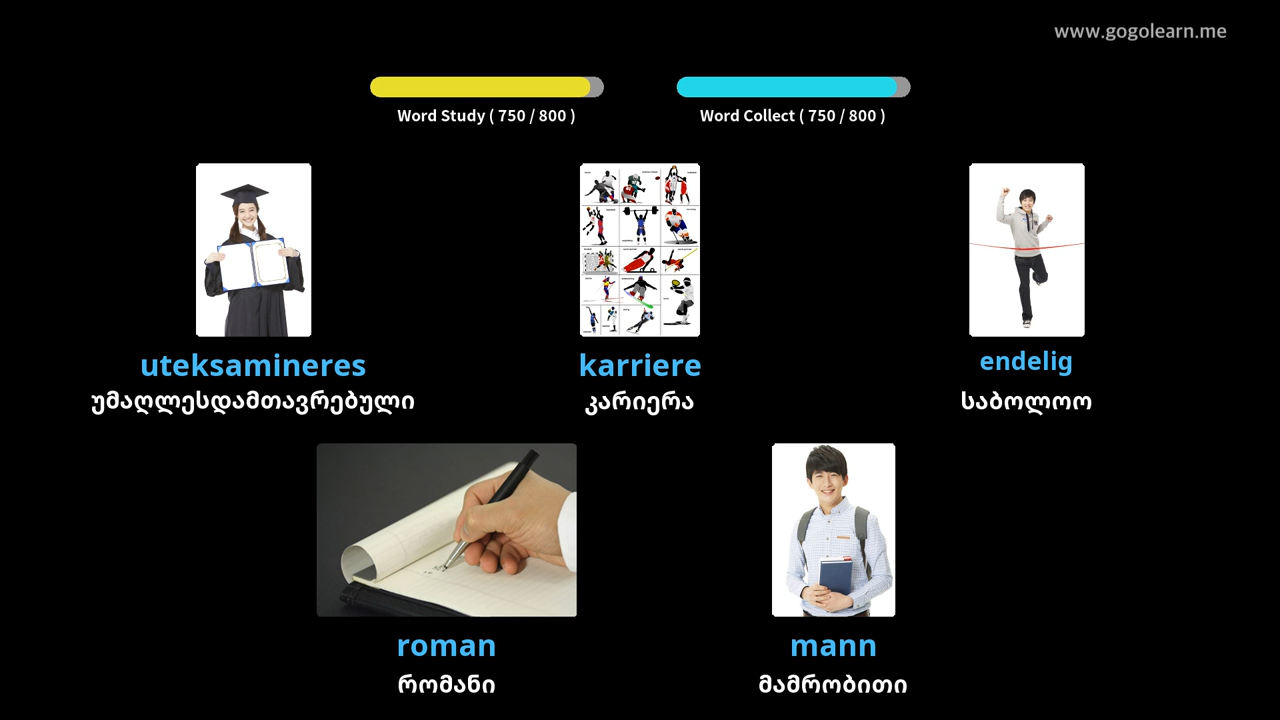 www.gogolearn.me
Word Study ( 750 / 800 )
Word Collect ( 750 / 800 )
uteksamineres
უმაღლესდამთავრებული
karriere
კარიერა
endelig
საბოლოო
roman
რომანი
mann
მამრობითი